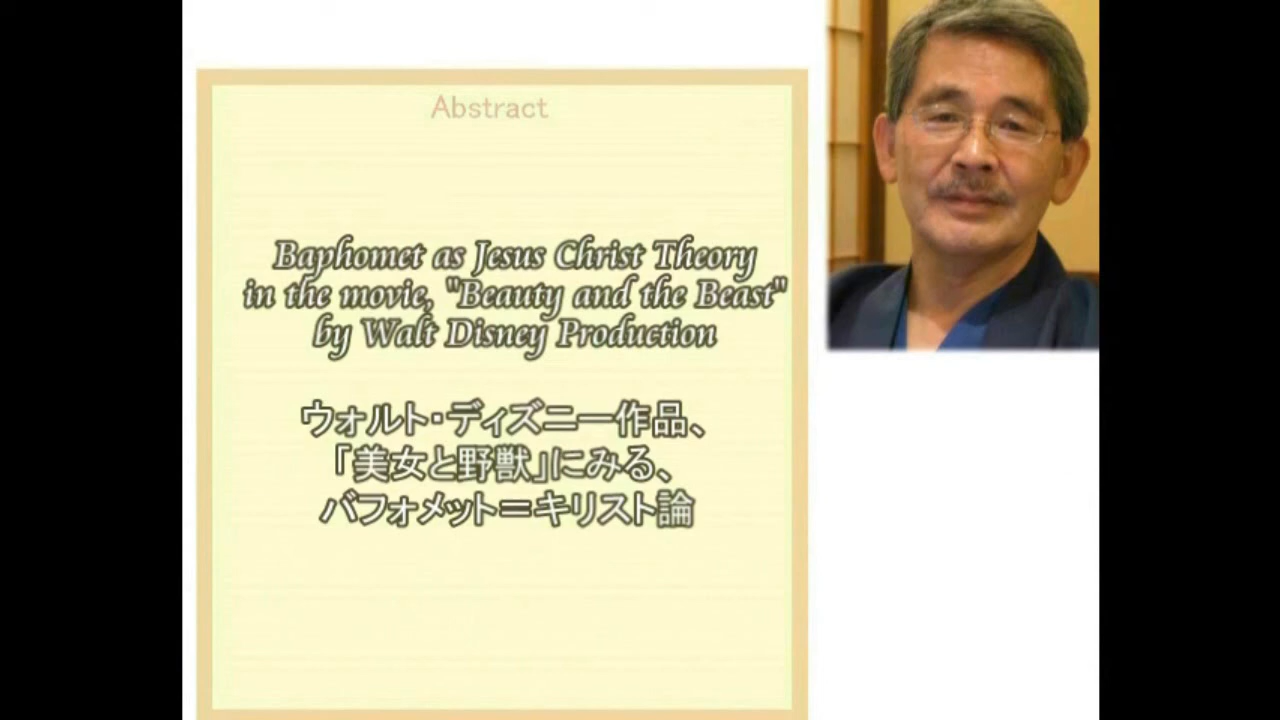 Abstract
Baphomet as Jesus Christ Theory
in the movie, "Beauty and the Beast"
by Walt Disney Production
ウォルト・ディズニー作品、
「美女と野獣」にみる、
バフォメット＝キリスト論